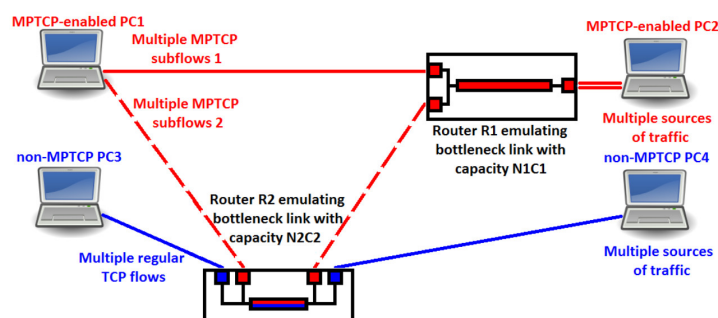 MPTCP-enabled PC1
MPTCP-enabled PC2
Multiple MPTCP
subflows 1
Multiple MPTCP
subflows 2
Multiple sources
of traffic
Router R1 emulating
bottleneck link with
capacity N1C1
non-MPTCP PC3
non-MPTCP PC4
Router R2 emulating
bottleneck link with
capacity N2C2
Multiple regular
TCP flows
Multiple sources
of traffic